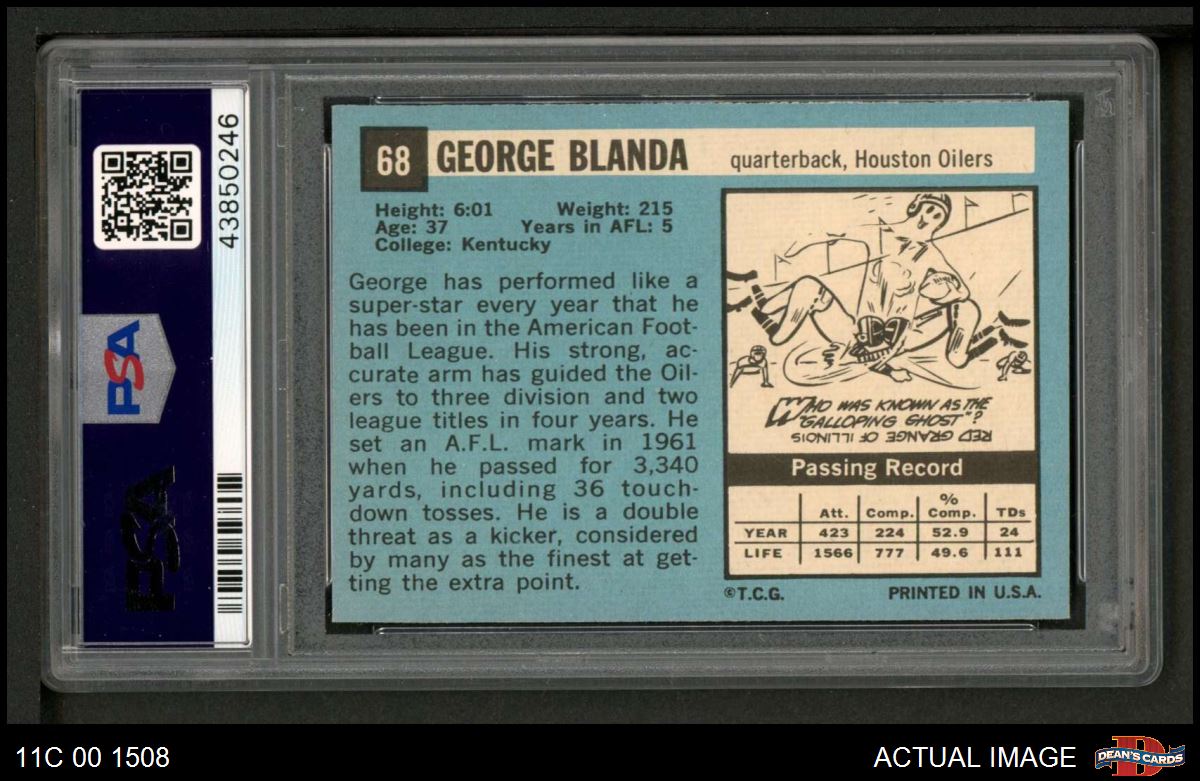 43850246
PSA
PSA
68 GEORGE BLANDA quarterback, Houston Oilers
Height: 6:01 Weight: 215
Age: 37 Years in AFL: 5
College: Kentucky
George has performed like a
super-star every year that he
has been in the American Foot-
ball League. His strong, ac-
curate arm has guided the Oil-
ers to three division and two
league titles in four years. He
set an A.F.L. mark in 1961
when he passed for 3,340
yards, including 36 touch-
down tosses. He is a double
threat as a kicker, considered
by many as the finest at get-
ting the extra point.
WHO WAS KNOWN AS THE
"GALLOPING GHOST"?
RED GRANGE OF ILLINOIS
Passing Record
Att. Comp. % Comp. TDs
YEAR 423 224 52.9 24
LIFE 1566 777 49.6 111
©T.C.G. PRINTED IN U.S.A.
11C 00 1508
ACTUAL IMAGE
DEAN'S CARDS